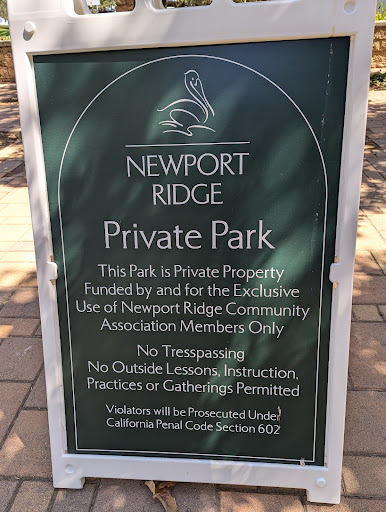 NEWPORT
RIDGE
Private Park
This Park is Private Property
Funded by and for the Exclusive
Use of Newport Ridge Community
Association Members Only
No Tresspassing
No Outside Lessons, Instruction,
Practices or Gatherings Permitted
Violators will be Prosecuted Under
California Penal Code Section 602